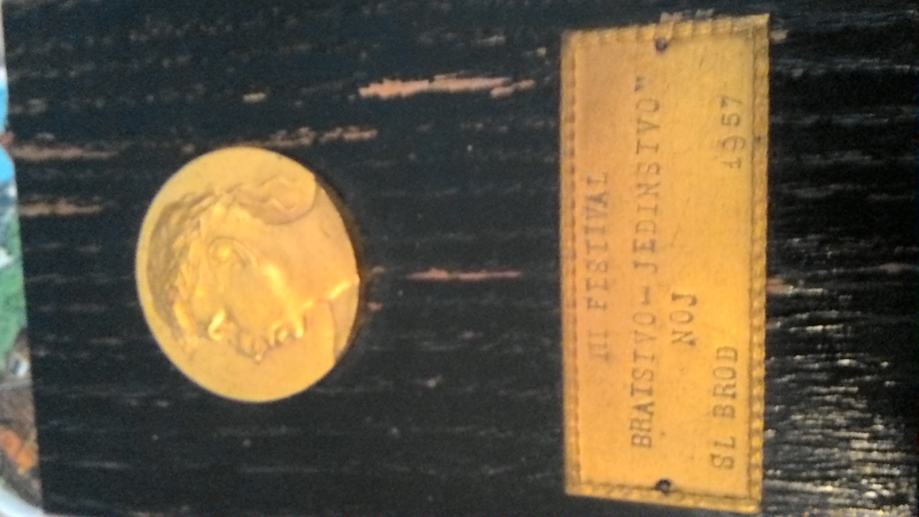 III FESTIVAL
BRATSTVO-I-JEDINSTVO"
NOJ
SL BROD 1957